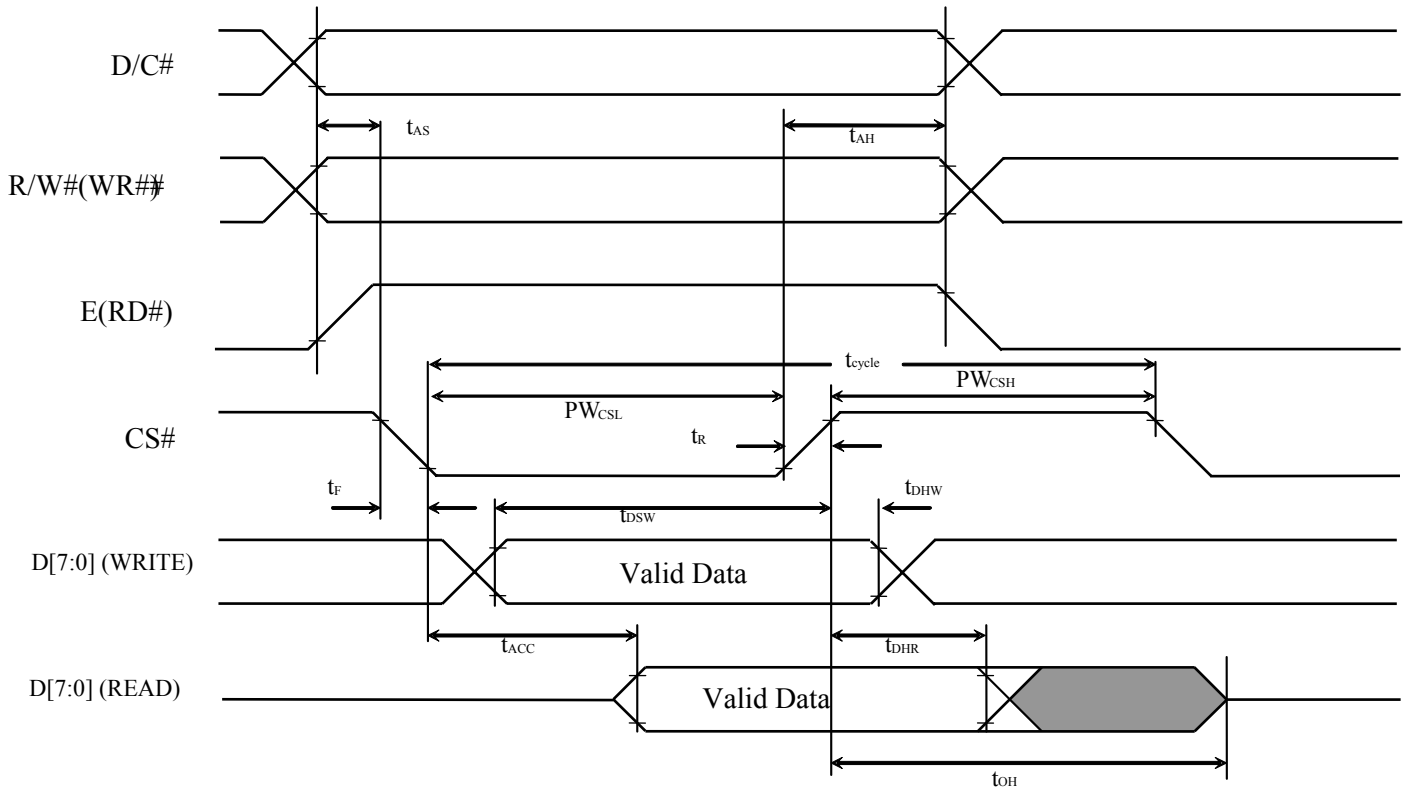 D/C#
tAS
tAH
R/W#(WR##)
E(RD#)
tcycle
PWCSH
PWCSL
CS#
tR
tF
tDHW
tDSW
D[7:0] (WRITE)
Valid Data
tACC
tDHR
D[7:0] (READ)
Valid Data
tOH